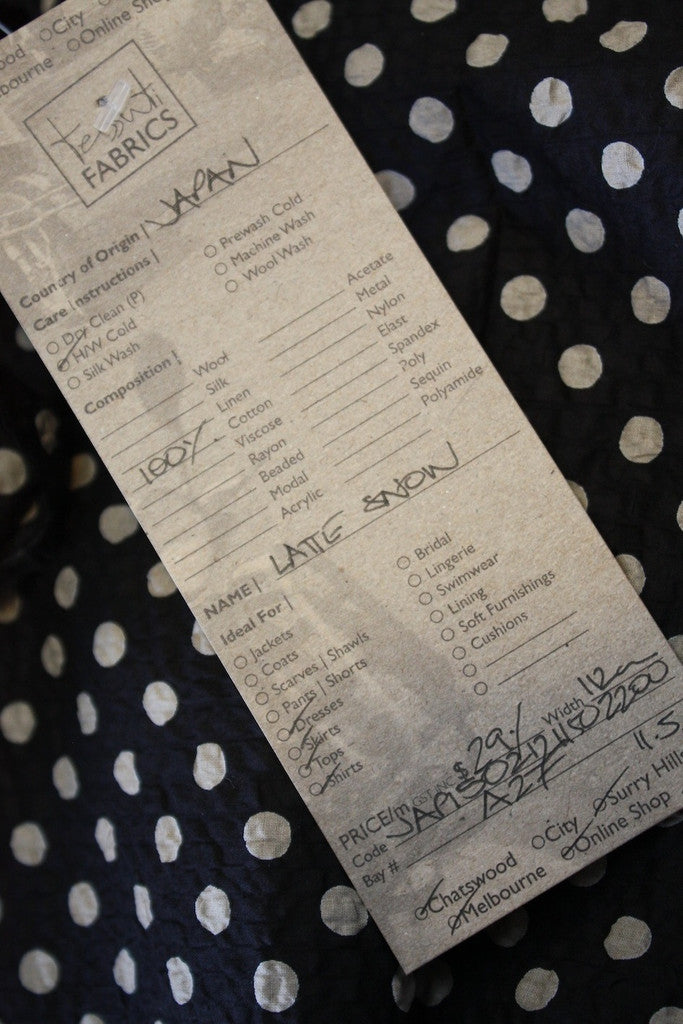 City
Online Shop
bourne
FABRICS
Country of Origin | JAPAN
Care Instructions |
Dry Clean (P)
H/W Cold
Silk Wash
Prewash Cold
Machine Wash
Wool Wash
Composition |
Wool
Silk
Linen
100% Cotton
Viscose
Rayon
Beaded
Modal
Acrylic
Acetate
Metal
Nylon
Elast
Spandex
Poly
Sequin
Polyamide
NAME | LATTE SNOW
Ideal For |
Jackets
Coats
Scarves | Shawls
Pants | Shorts
Dresses
Skirts
Tops
Shirts
Bridal
Lingerie
Swimwear
Lining
Soft Furnishings
Cushions
PRICE/m GST INC $ 29 Width
Code
Bay # A27 11.5
Chatswood City Surry Hills
Melbourne Online Shop